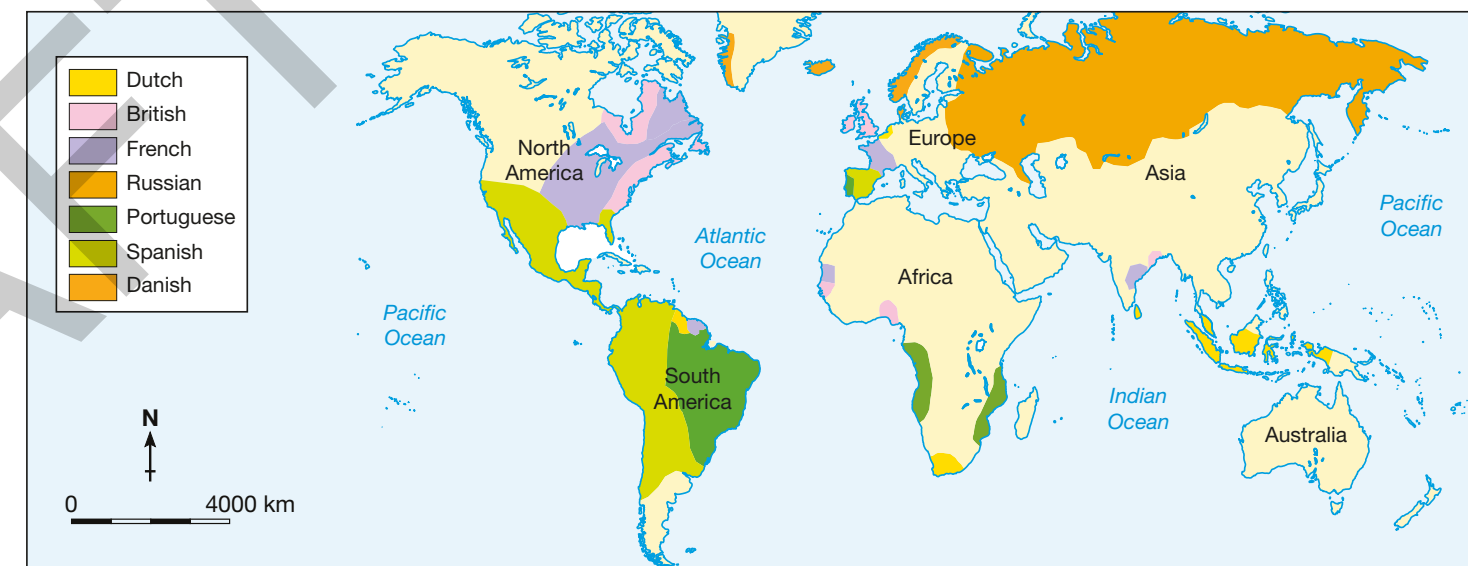 Dutch
British
French
Russian
Portuguese
Spanish
Danish
North
America
Europe
Asia
Pacific
Ocean
Atlantic
Ocean
Africa
Pacific
Ocean
South
America
Indian
Ocean
Australia
N
0 4000 km